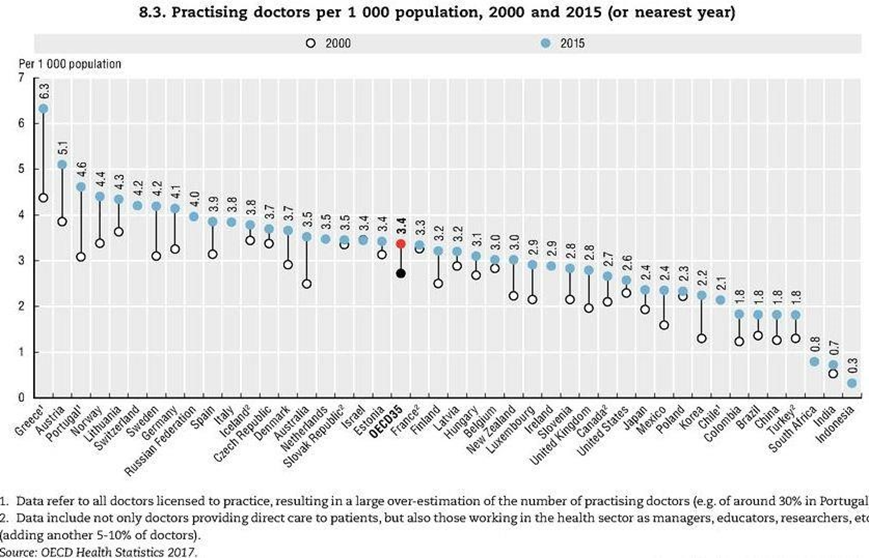 8.3. Practising doctors per 1 000 population, 2000 and 2015 (or nearest year)
2000 2015
Per 1 000 population
7
6
5
4
3
2
1
0
6.3 5.1 4.6 4.4 4.3 4.2 4.2 4.1 4.0 3.9 3.8 3.8 3.7 3.7 3.5 3.5 3.5 3.4 3.4 3.4 3.3 3.2 3.2 3.1 3.0 3.0 2.9 2.9 2.8 2.8 2.7 2.6 2.4 2.4 2.3 2.2 2.1 1.8 1.8 1.8 1.8 0.8 0.7 0.3
Greece¹
Austria
Portugal¹
Norway
Lithuania
Switzerland
Sweden
Germany
Russian Federation
Spain
Italy
Iceland²
Czech Republic
Denmark
Australia
Netherlands
Slovak Republic²
Israel
Estonia
OECD35
France²
Finland
Latvia
Hungary
Belgium
New Zealand
Luxembourg
Ireland
Slovenia
United Kingdom
Canada²
United States
Japan
Mexico
Poland
Korea
Chile¹
Colombia
Brazil
China
Turkey²
South Africa
India
Indonesia
1. Data refer to all doctors licensed to practice, resulting in a large over-estimation of the number of practising doctors (e.g. of around 30% in Portugal
2. Data include not only doctors providing direct care to patients, but also those working in the health sector as managers, educators, researchers, etc
(adding another 5-10% of doctors).
Source: OECD Health Statistics 2017.